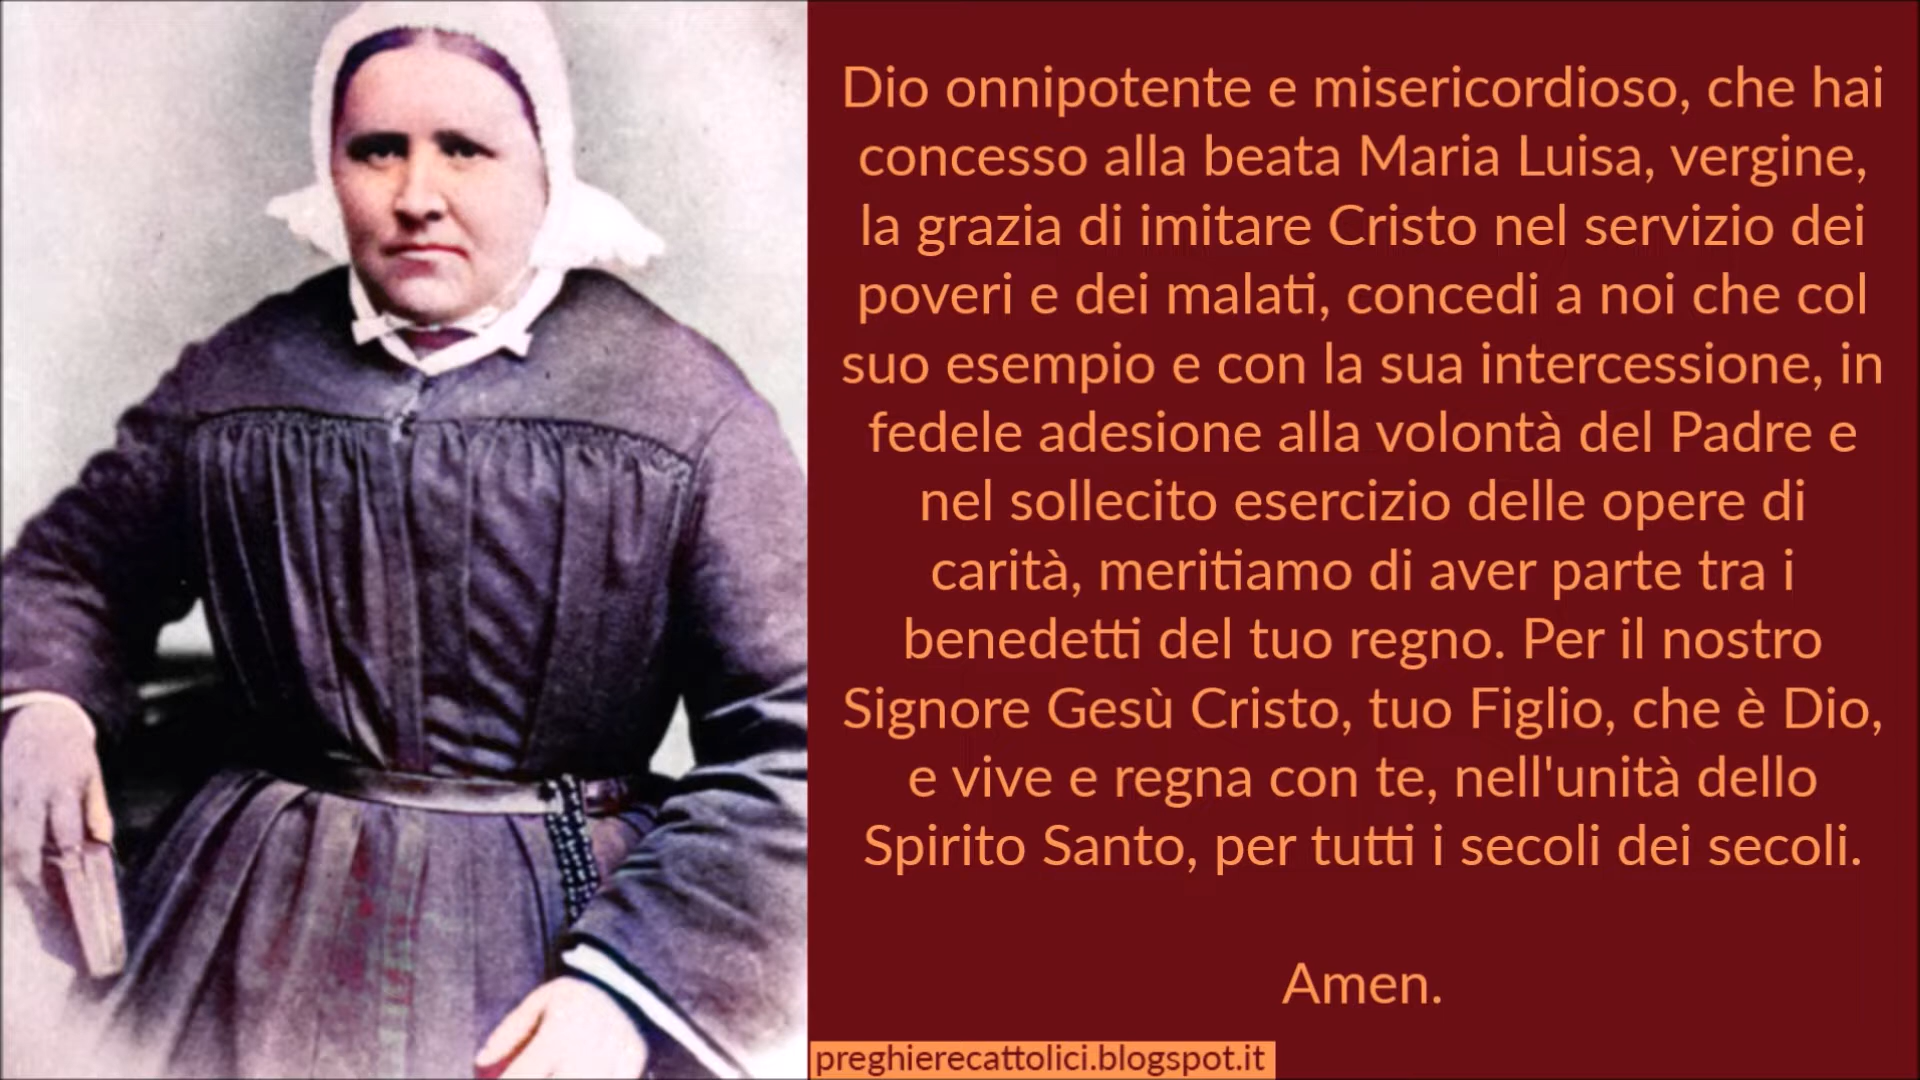 Dio onnipotente e misericordioso, che hai
concesso alla beata Maria Luisa, vergine,
la grazia di imitare Cristo nel servizio dei
poveri e dei malati, concedi a noi che col
suo esempio e con la sua intercessione, in
fedele adesione alla volontà del Padre e
nel sollecito esercizio delle opere di
carità, meritiamo di aver parte tra i
benedetti del tuo regno. Per il nostro
Signore Gesù Cristo, tuo Figlio, che è Dio,
e vive e regna con te, nell'unità dello
Spirito Santo, per tutti i secoli dei secoli.
Amen.
preghierecattolici.blogspot.it